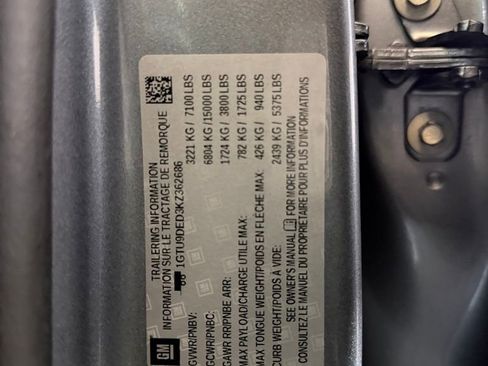 GM
TRAILERING INFORMATION
INFORMATION SUR LE TRACTAGE DE REMORQUE
1GTU9DED3KZ362686
GVWR/PNBV: 3221 KG / 7100 LBS
GCWR/PNBC: 6804 KG /15000 LBS
GAWR RR/PNBE ARR: 1724 KG / 3800 LBS
MAX PAYLOAD/CHARGE UTILE MAX: 782 KG / 1725 LBS
MAX TONGUE WEIGHT/POIDS EN FLÈCHE MAX: 426 KG / 940 LBS
CURB WEIGHT/POIDS À VIDE: 2439 KG / 5375 LBS
SEE OWNER'S MANUAL FOR MORE INFORMATION
CONSULTEZ LE MANUEL DU PROPRIÉTAIRE POUR PLUS D'INFORMATIONS